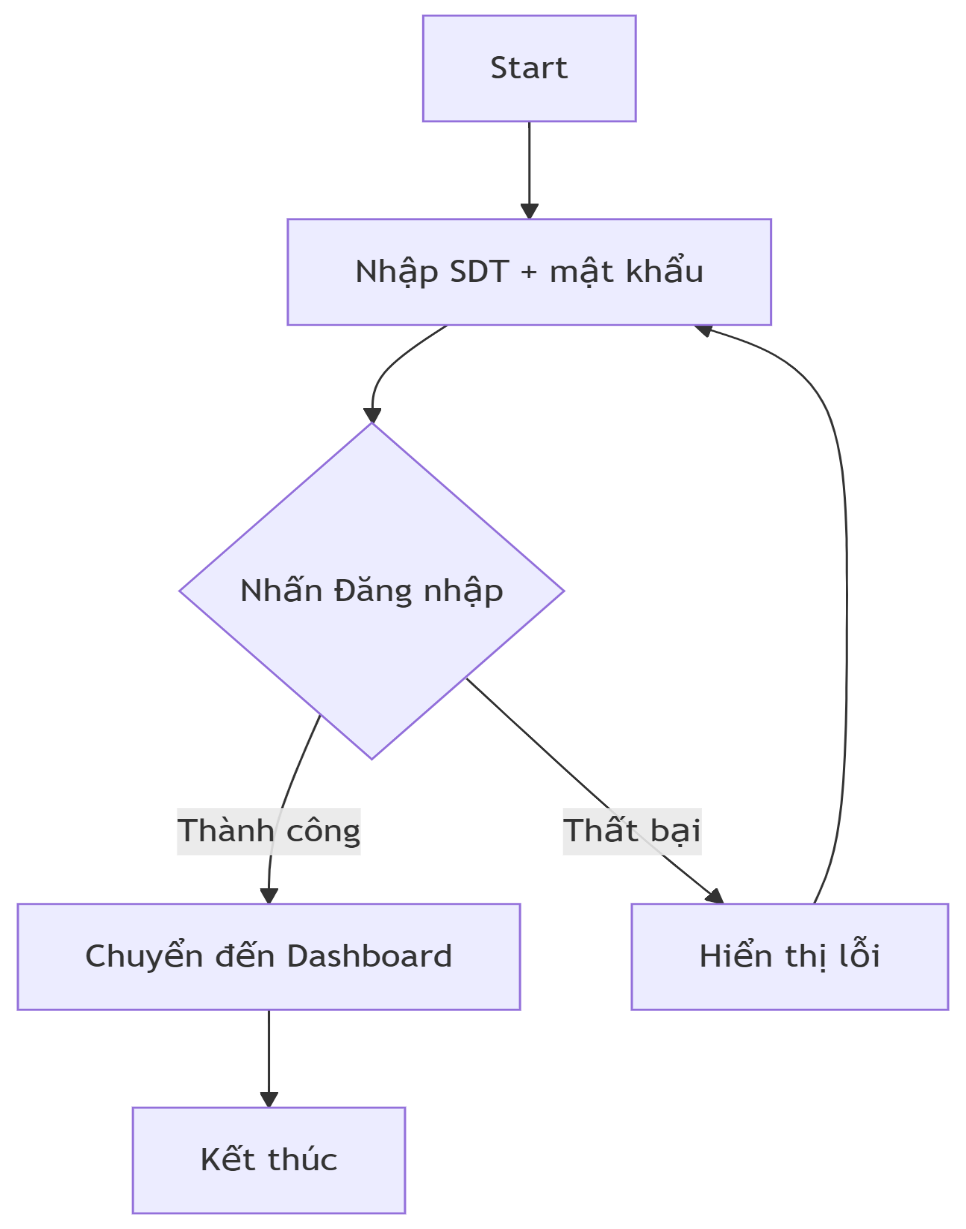 Start
Nhập SDT + mật khẩu
Nhấn Đăng nhập
Thành công
Thất bại
Chuyển đến Dashboard
Hiển thị lỗi
Kết thúc